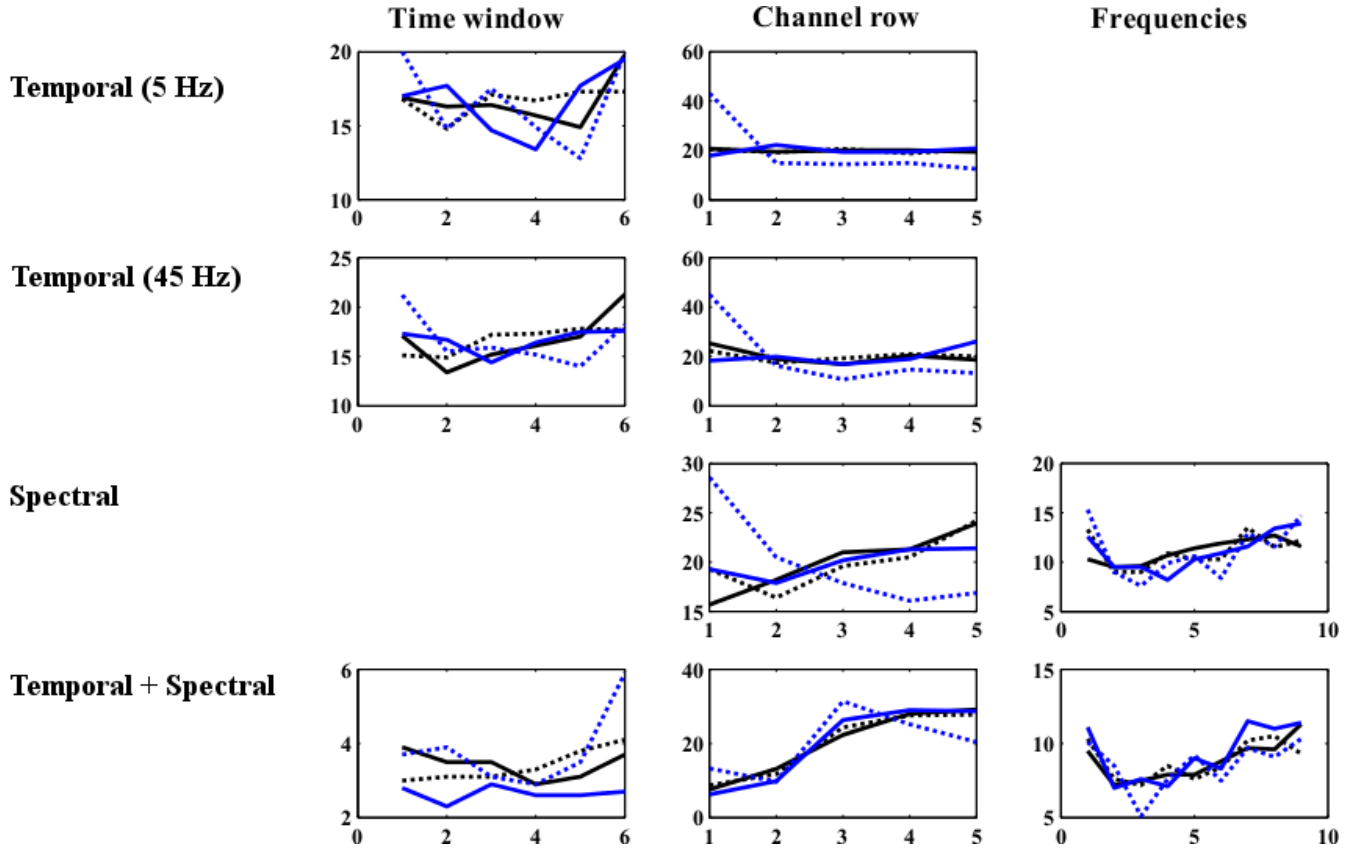 Time window Channel row Frequencies
Temporal (5 Hz)
20 60
15 40
20
10 0
0 2 4 6 1 2 3 4 5
Temporal (45 Hz)
25 60
20 40
15 20
10 0
0 2 4 6 1 2 3 4 5
Spectral
30 20
25 15
20 10
15 5
1 2 3 4 5 0 5 10
Temporal + Spectral
6 40 15
4 20 10
2 0 5
0 2 4 6 1 2 3 4 5 0 5 10